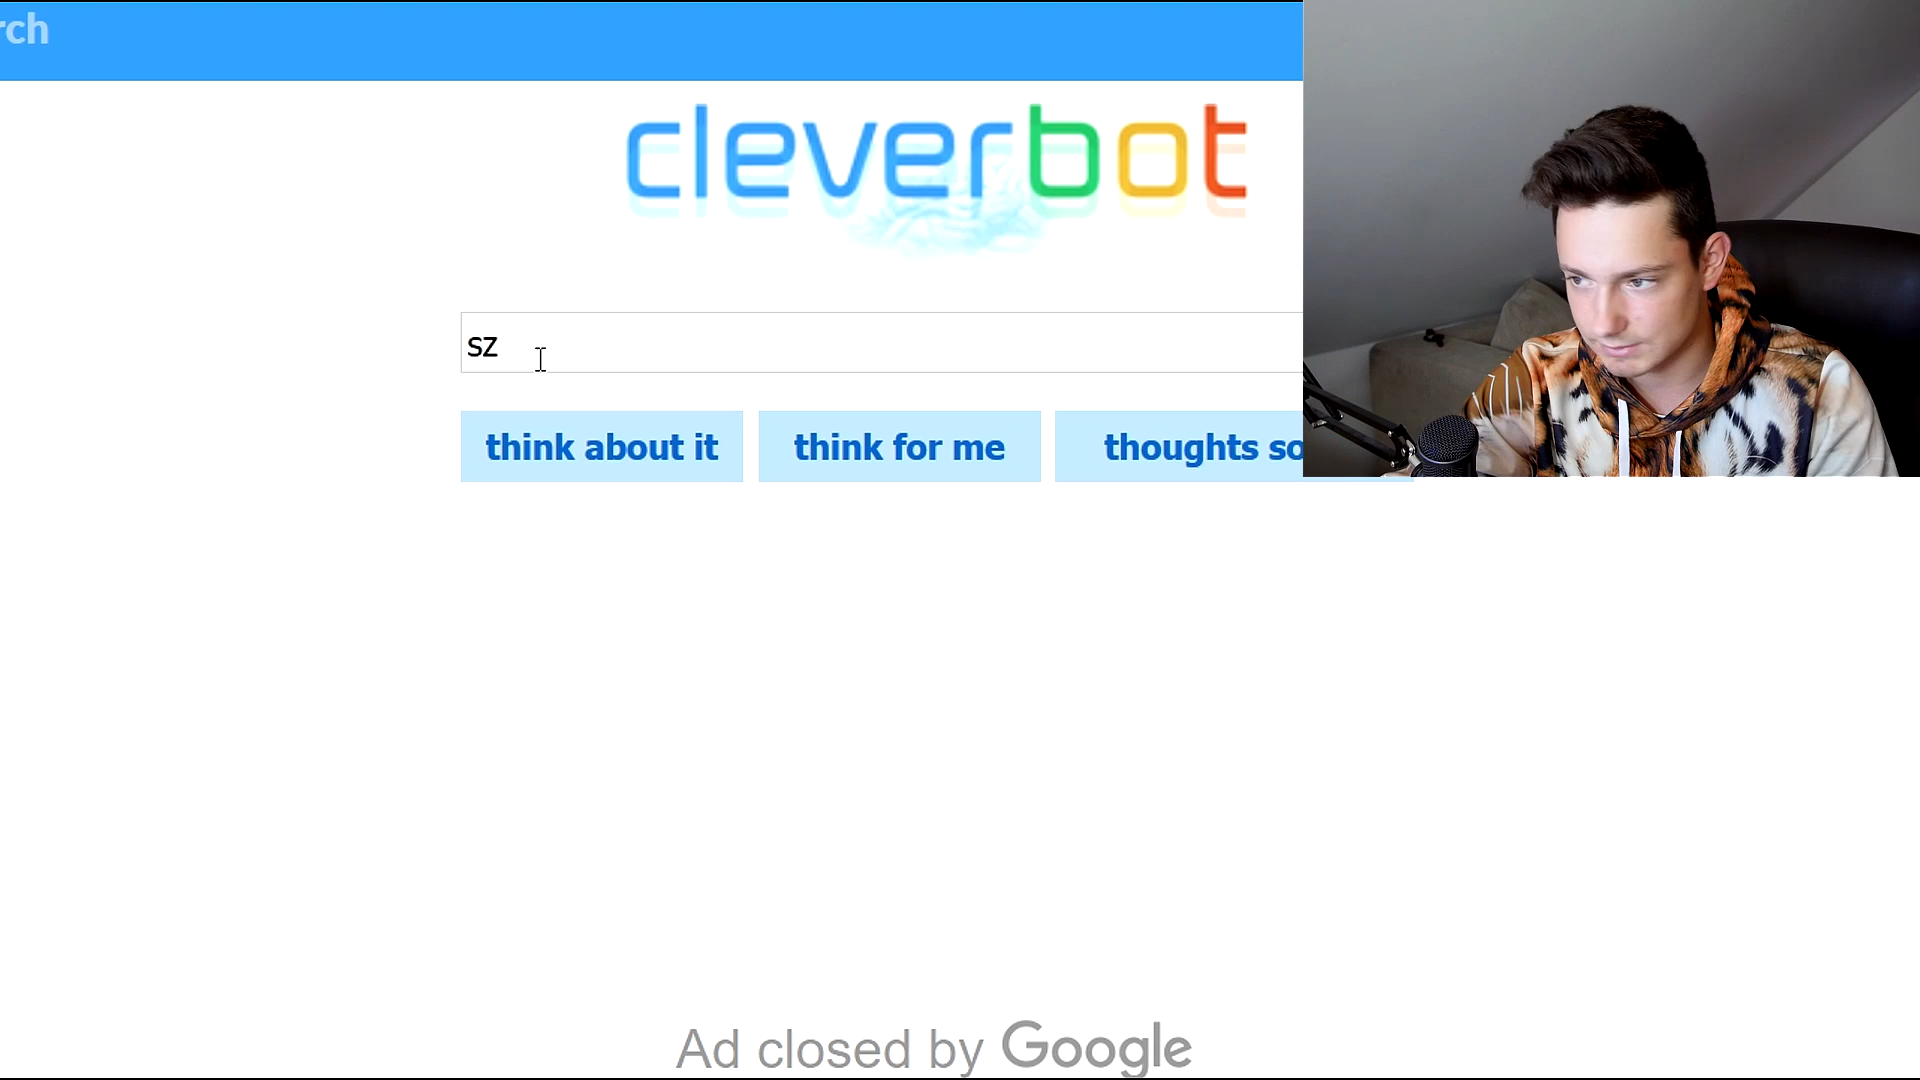 rch
cleverbot
sz
think about it
think for me
thoughts so
Ad closed by Google